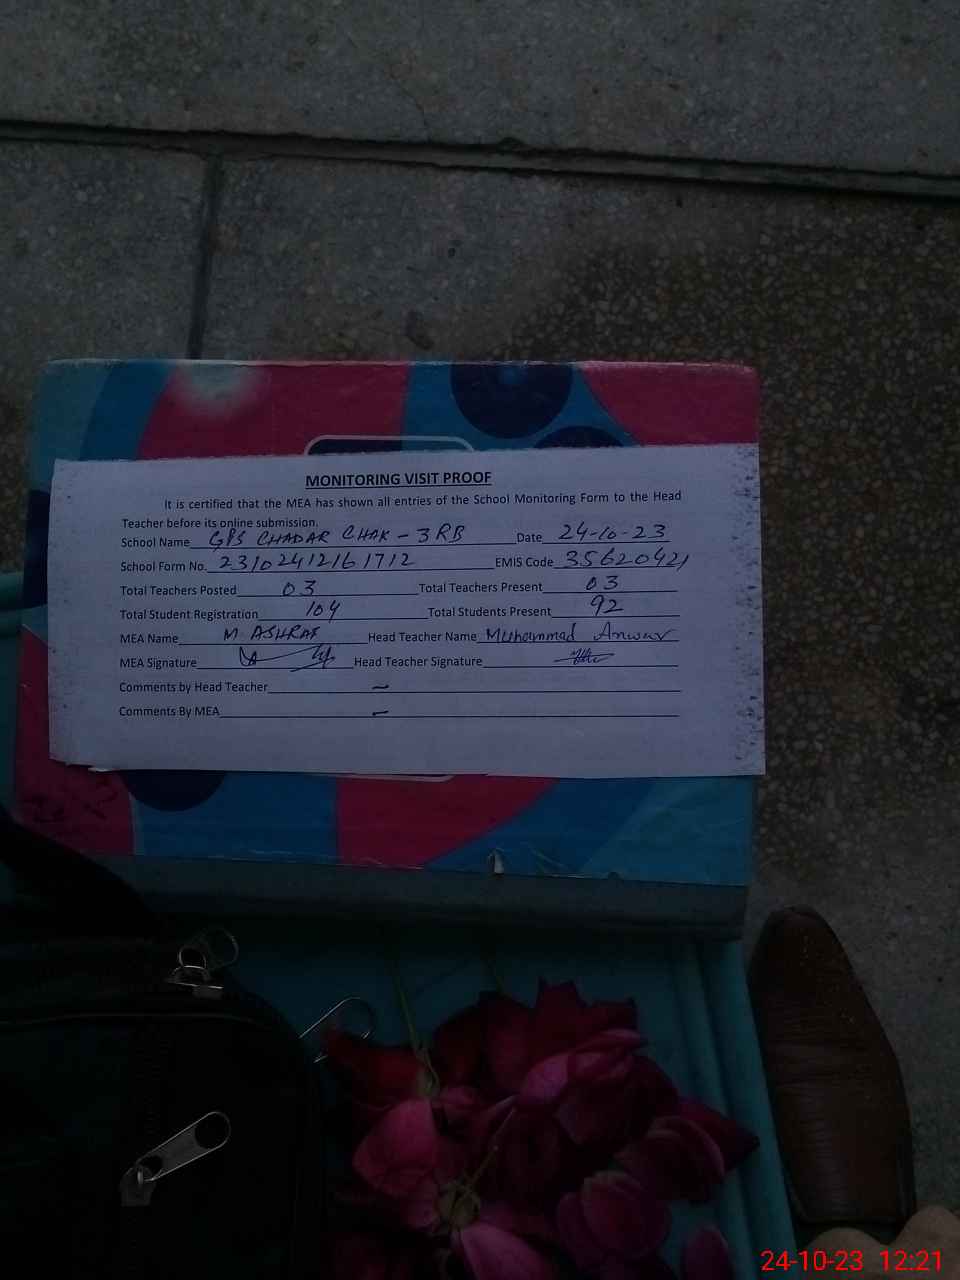 MONITORING VISIT PROOF
It is certified that the MEA has shown all entries of the School Monitoring Form to the Head
Teacher before its online submission.
School Name GPS CHADAR CHAK - 3 RB Date 24-10-23
School Form No. 23102412161712 EMIS Code 35620421
Total Teachers Posted 03 Total Teachers Present 03
Total Student Registration 104 Total Students Present 92
MEA Name M ASHRAF Head Teacher Name Muhammad Anwar
MEA Signature Head Teacher Signature
Comments by Head Teacher –
Comments By MEA –
24-10-23 12:21